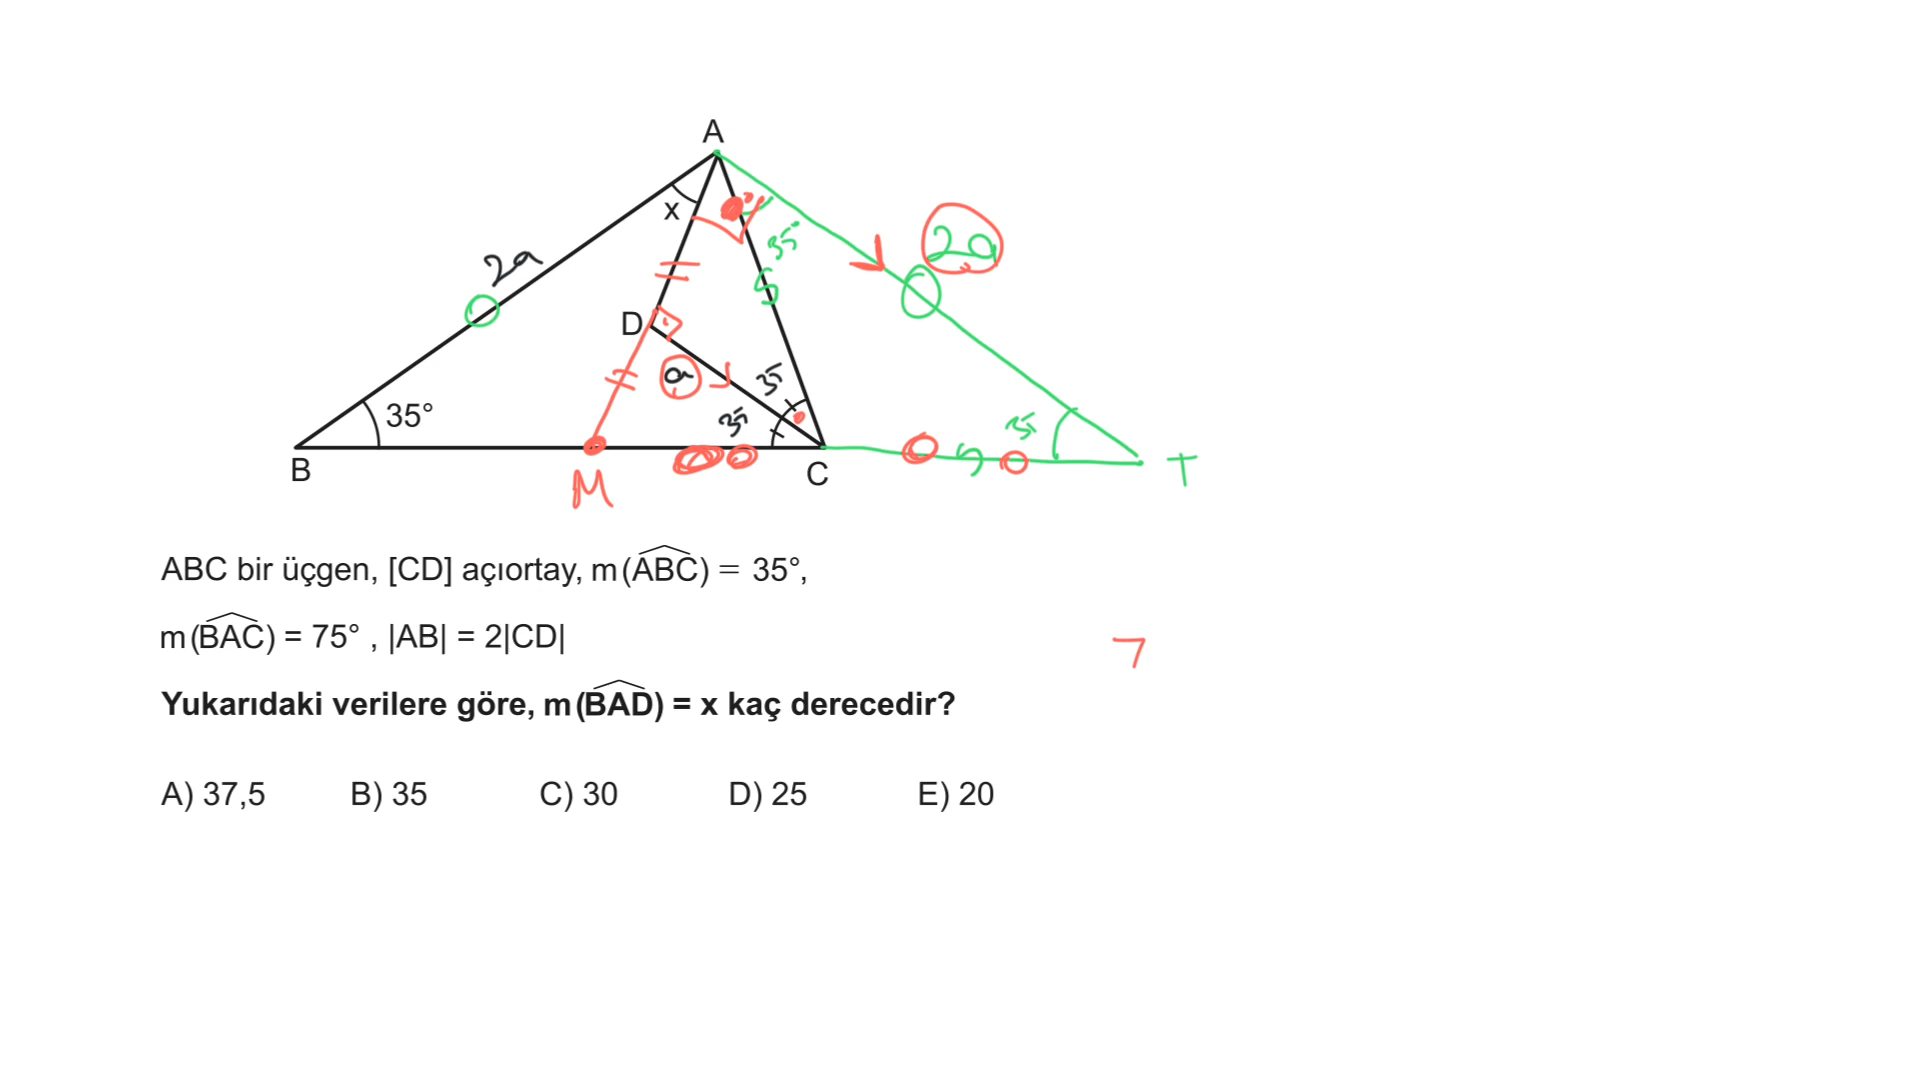 A
x
35
2a
2a
D
a
35
35
35
35°
B
M
C
T
ABC bir üçgen, [CD] açıortay, m(ABC) = 35°,
m(BAC) = 75° , |AB| = 2|CD|
Yukarıdaki verilere göre, m(BAD) = x kaç derecedir?
A) 37,5 B) 35 C) 30 D) 25 E) 20